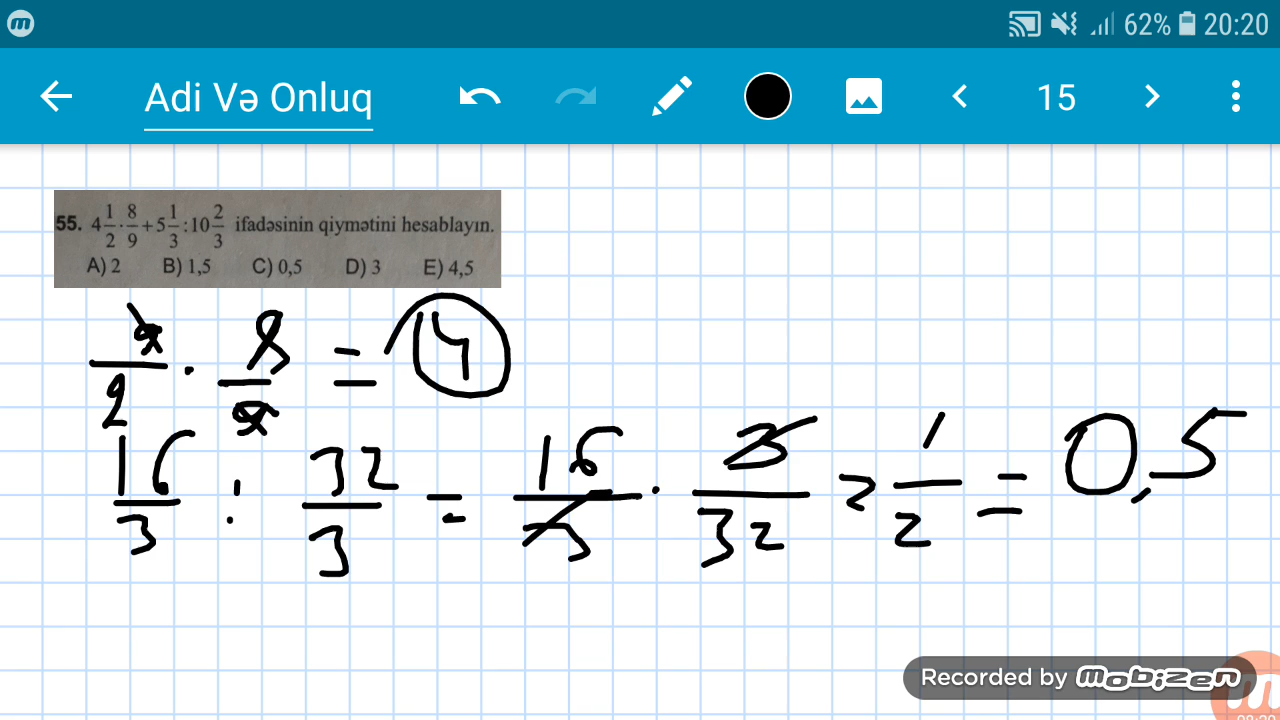 62% 20:20
Adi Və Onluq 15
55. 4 1/2 · 8/9 + 5 1/3 : 10 2/3 ifadəsinin qiymətini hesablayın.
A) 2 B) 1,5 C) 0,5 D) 3 E) 4,5
9/2 · 8/9 = 4
16/3 : 32/3 = 16/3 · 3/32 = 1/2 = 0,5
Recorded by MOBIZEN